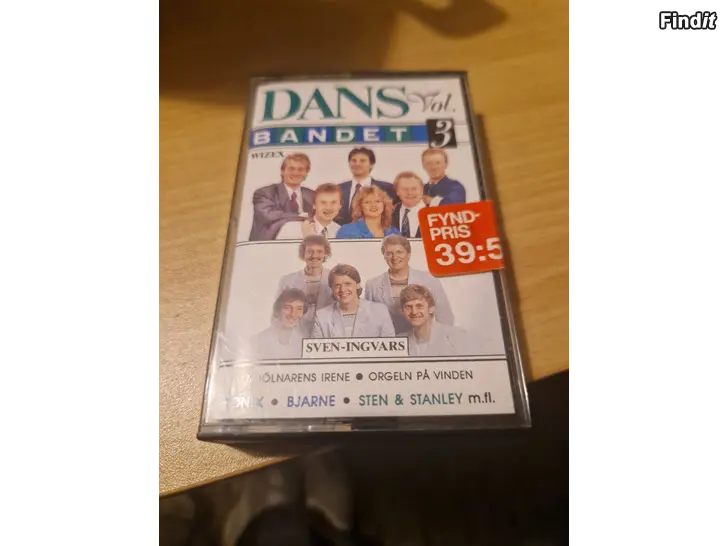 Findit
DANS Vol.
BANDET 3
WIZEX
FYND-
PRIS
39:5
SVEN-INGVARS
IRENE • ORGELN PÅ VINDEN
• BJARNE • STEN & STANLEY m.fl.